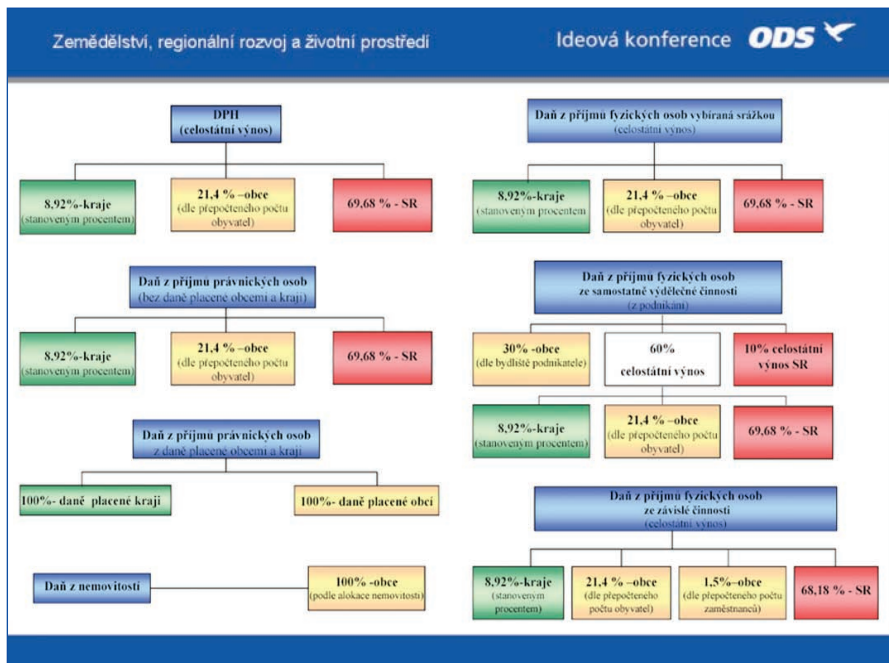 Zemědělství, regionální rozvoj a životní prostředí
Ideová konference ODS
DPH
(celostátní výnos)
8,92%-kraje
(stanoveným procentem)
21,4 % –obce
(dle přepočteného počtu
obyvatel)
69,68 % - SR
Daň z příjmů právnických osob
(bez daně placené obcemi a kraji)
8,92%-kraje
(stanoveným procentem)
21,4 % –obce
(dle přepočteného počtu
obyvatel)
69,68 % - SR
Daň z příjmů právnických osob
z daně placené obcemi a kraji
100%- daně placené kraji
100%- daně placené obcí
Daň z nemovitostí
100% -obce
(podle alokace nemovitosti)
Daň z příjmů fyzických osob vybíraná srážkou
(celostátní výnos)
8,92%-kraje
(stanoveným procentem
21,4 % –obce
(dle přepočteného počtu
obyvatel)
69,68 % - SR
Daň z příjmů fyzických osob
ze samostatně výdělečné činnosti
(z podnikání)
30% -obce
(dle bydliště podnikatele)
60%
celostátní výnos
10% celostátní
výnos SR
8,92%-kraje
(stanoveným procentem)
21,4 % –obce
(dle přepočteného počtu
obyvatel)
69,68 % - SR
Daň z příjmů fyzických osob
ze závislé činnosti
(celostátní výnos)
8,92%-kraje
(stanoveným
procentem)
21,4 % –obce
(dle přepočteného
počtu obyvatel)
1,5%–obce
(dle přepočteného počtu
zaměstnanců)
68,18 % - SR